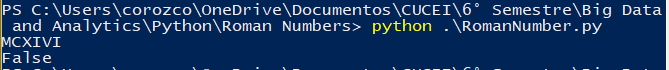 PS C:\Users\corozco\OneDrive\Documentos\CUCEI\6° Semestre\Big Data
and Analytics\Python\Roman Numbers> python .\RomanNumber.py
MCXIVI
False